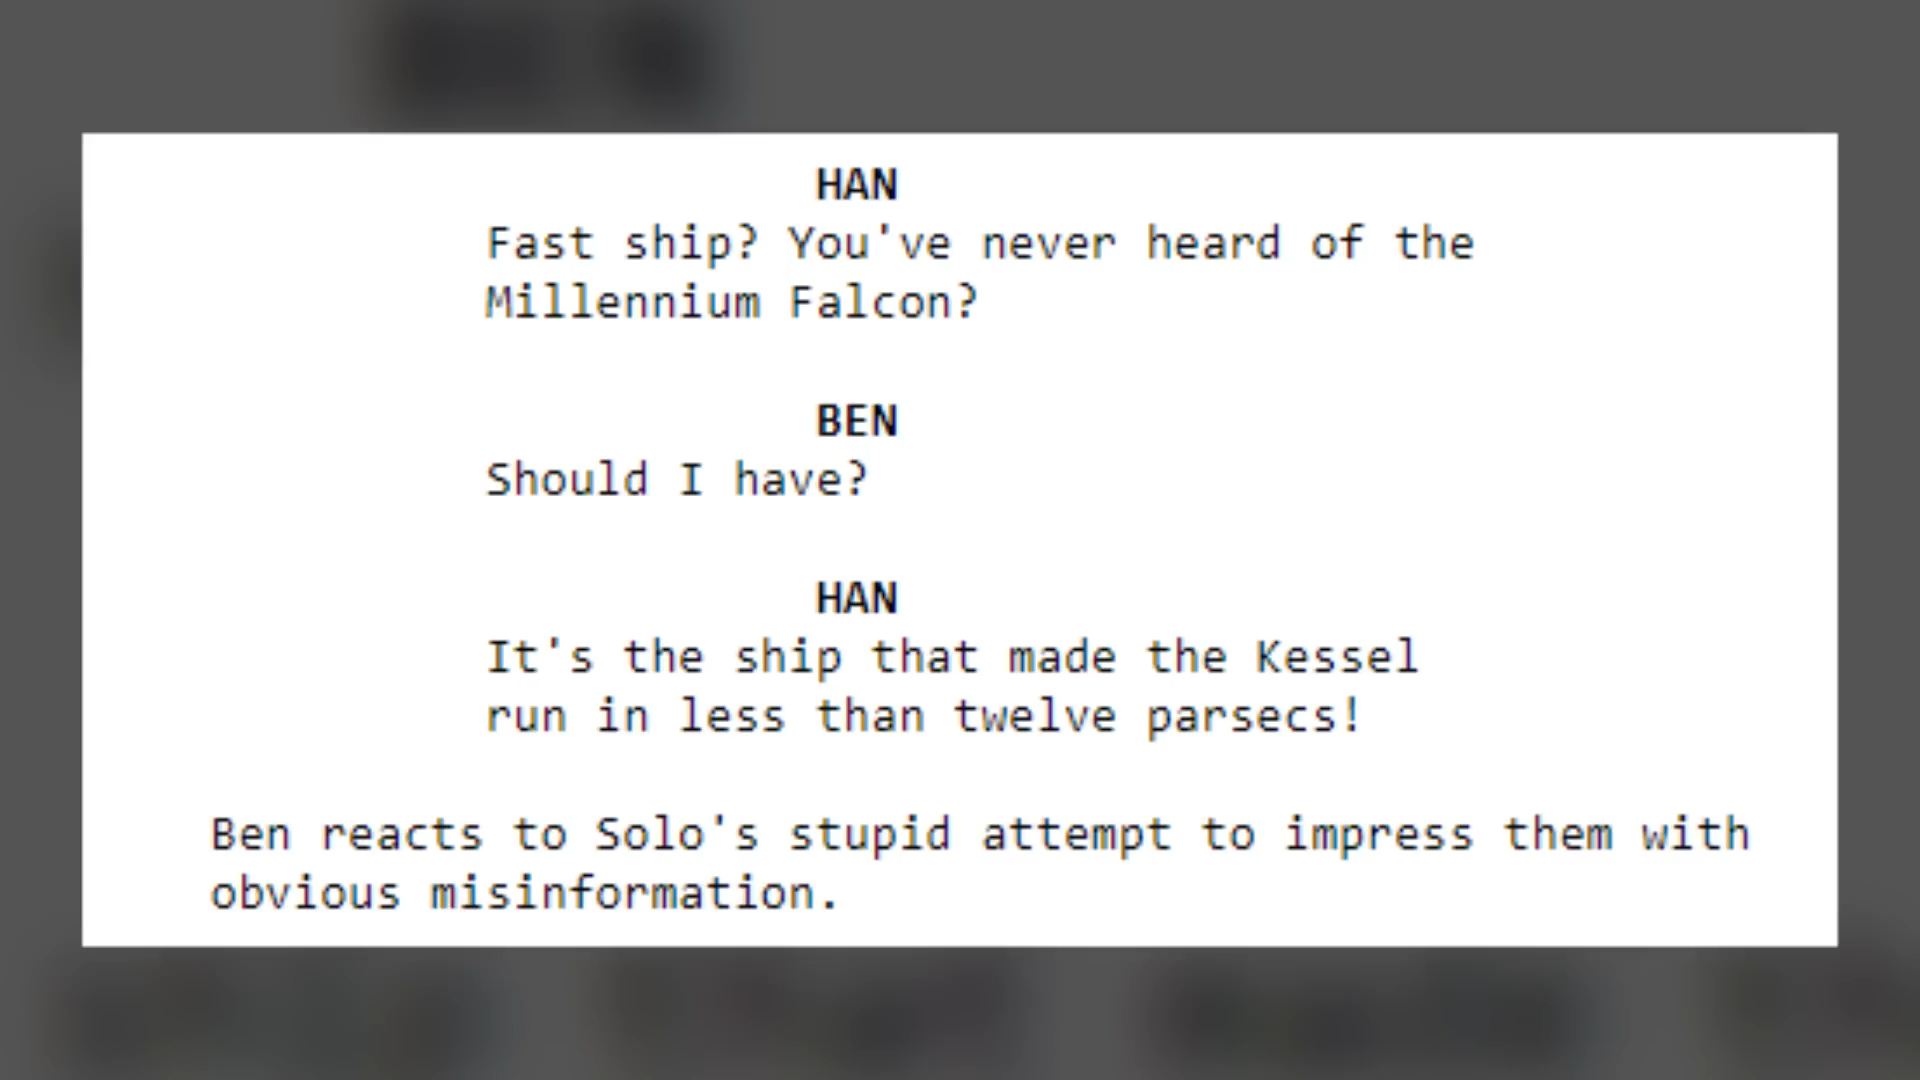 HAN
Fast ship? You've never heard of the
Millennium Falcon?
BEN
Should I have?
HAN
It's the ship that made the Kessel
run in less than twelve parsecs!
Ben reacts to Solo's stupid attempt to impress them with
obvious misinformation.